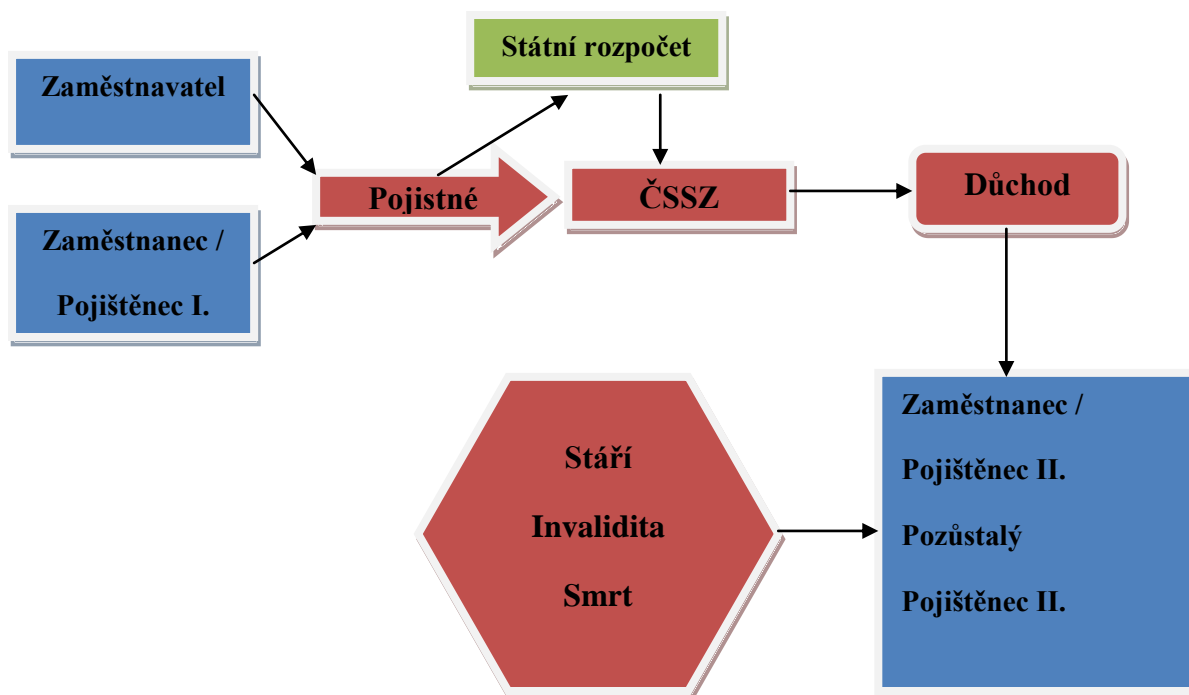 Státní rozpočet
Zaměstnavatel
Pojistné
ČSSZ
Důchod
Zaměstnanec /
Pojištěnec I.
Stáří
Invalidita
Smrt
Zaměstnanec /
Pojištěnec II.
Pozůstalý
Pojištěnec II.